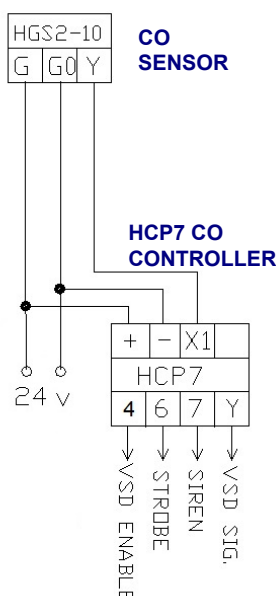 HGS2-10
G G0 Y
CO
SENSOR
HCP7 CO
CONTROLLER
+ − X1
HCP7
4 6 7 Y
24 v
VSD ENABLE
STROBE
SIREN
VSD SIG.